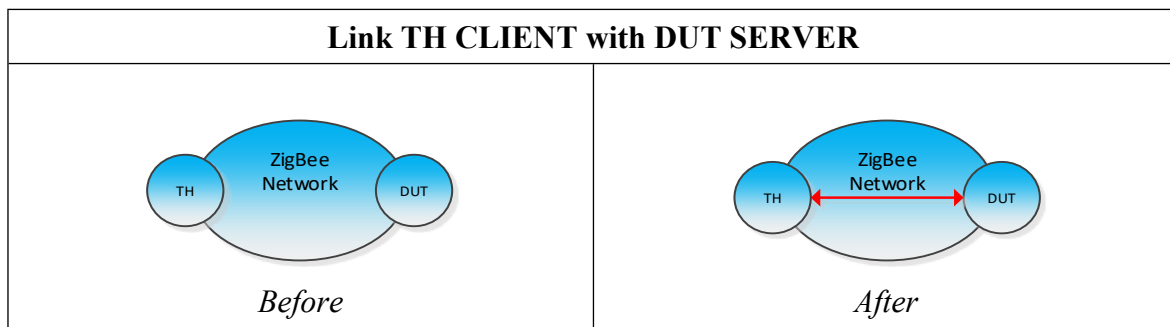 Link TH CLIENT with DUT SERVER
ZigBee
Network
TH
DUT
Before
ZigBee
Network
TH
DUT
After